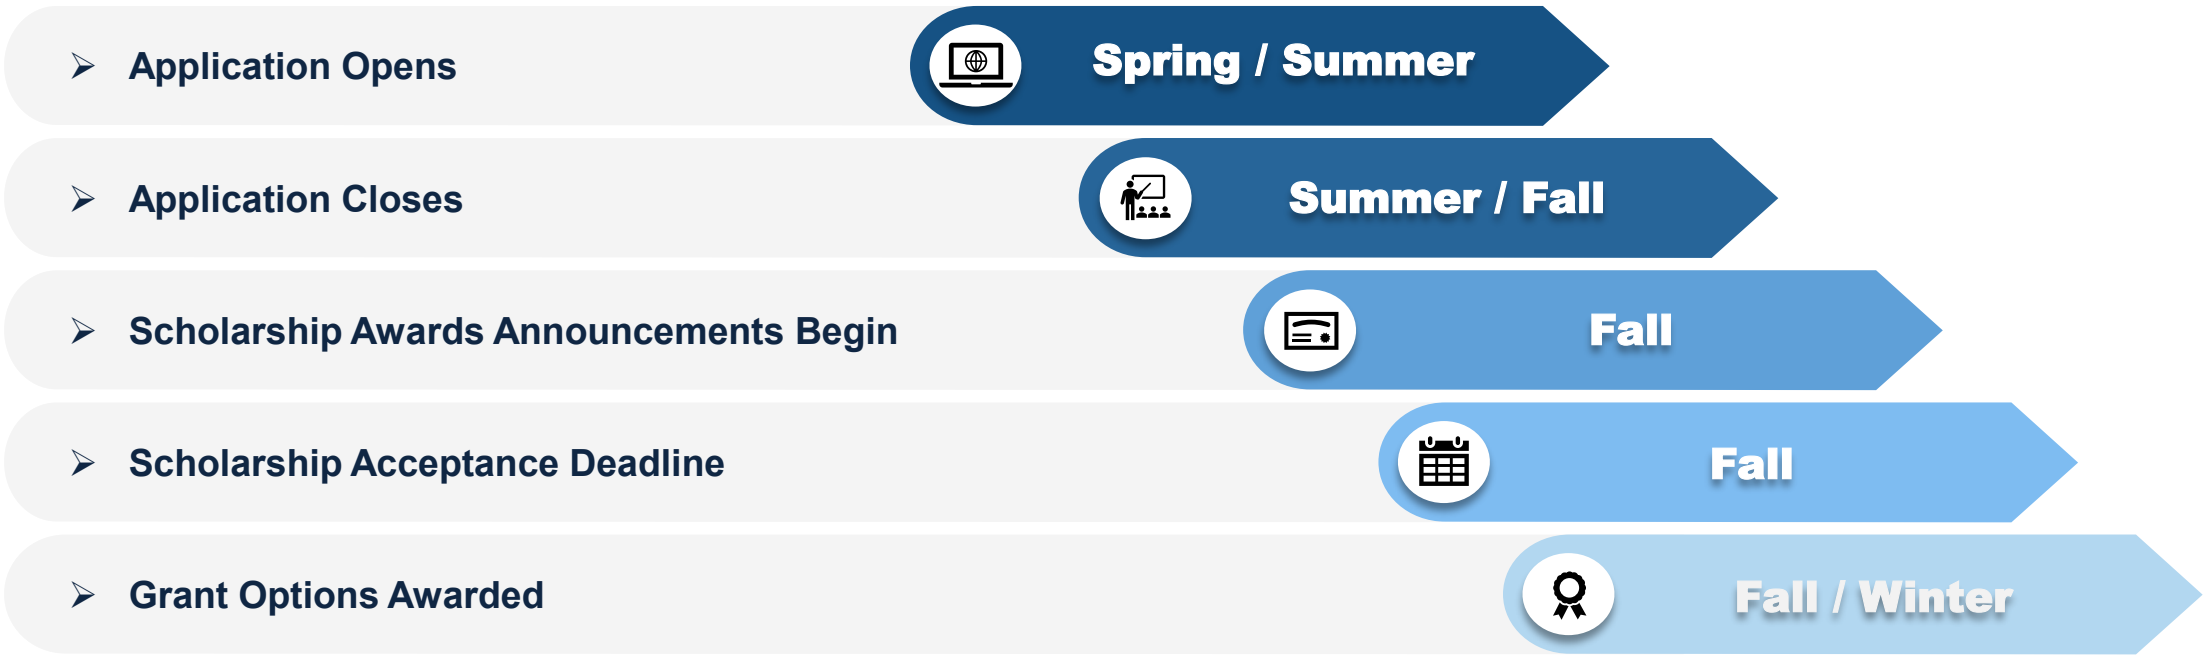 ➢ Application Opens Spring / Summer
➢ Application Closes Summer / Fall
➢ Scholarship Awards Announcements Begin Fall
➢ Scholarship Acceptance Deadline Fall
➢ Grant Options Awarded Fall / Winter